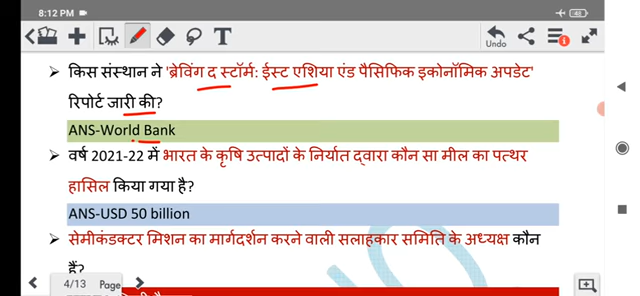 8:12 PM
40
Undo
किस संस्थान ने 'ब्रेविंग द स्टॉर्म: ईस्ट एशिया एंड पैसिफिक इकोनॉमिक अपडेट'
रिपोर्ट जारी की?
ANS-World Bank
वर्ष 2021-22 में भारत के कृषि उत्पादों के निर्यात द्वारा कौन सा मील का पत्थर
हासिल किया गया है?
ANS-USD 50 billion
सेमीकंडक्टर मिशन का मार्गदर्शन करने वाली सलाहकार समिति के अध्यक्ष कौन
हैं?
4/13 Page